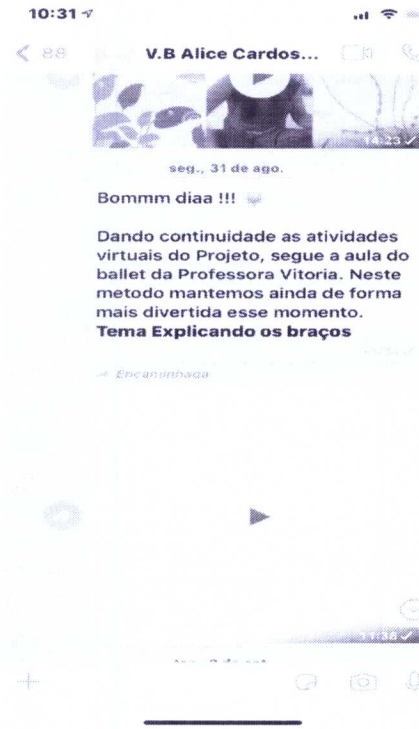 10:31
88
V.B Alice Cardos...
14:23
seg., 31 de ago.
Bommm diaa !!!
Dando continuidade as atividades
virtuais do Projeto, segue a aula do
ballet da Professora Vitoria. Neste
metodo mantemos ainda de forma
mais divertida esse momento.
Tema Explicando os braços
Encaminhada
11:36